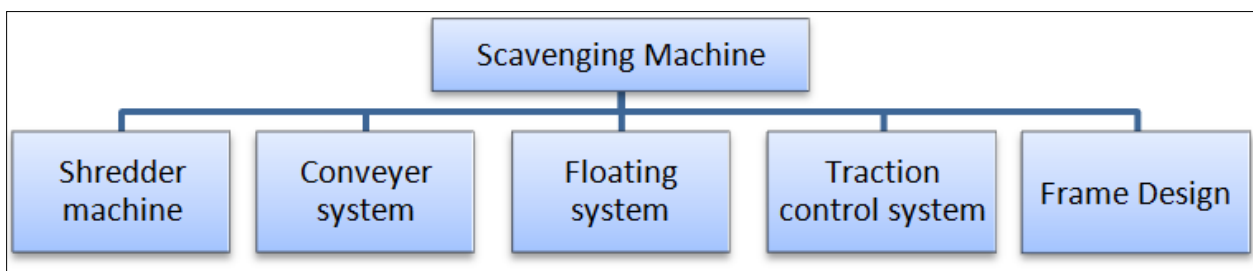 Scavenging Machine
Shredder
machine
Conveyer
system
Floating
system
Traction
control system
Frame Design